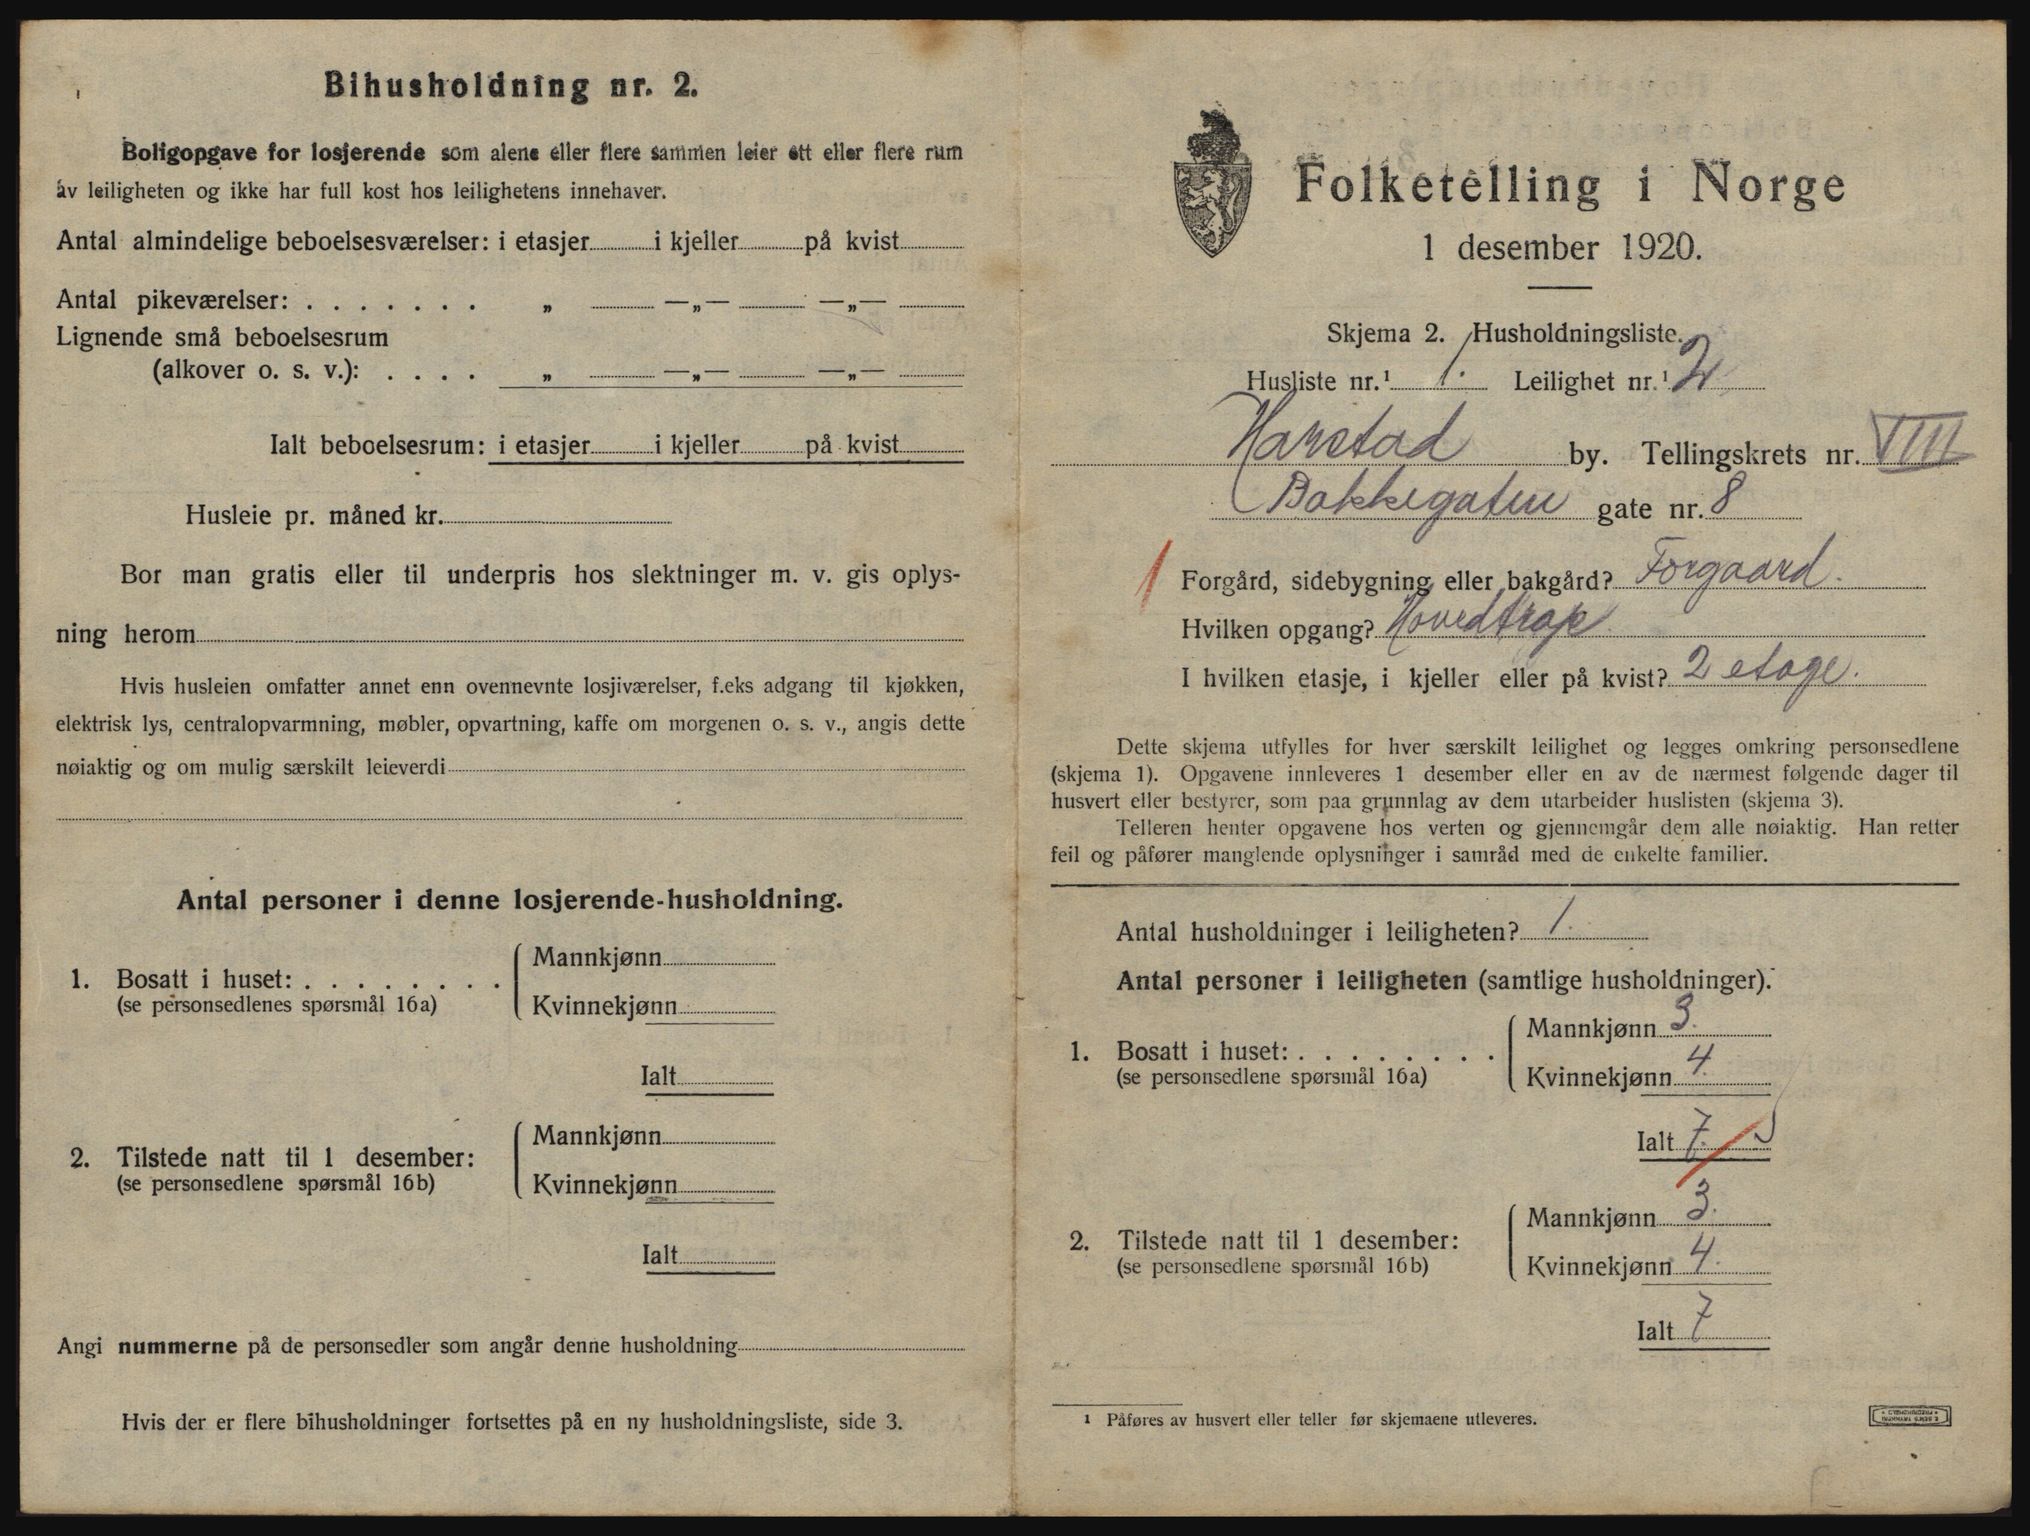 Bihusholdning nr. 2.
Boligopgave for losjerende som alene eller flere sammen leier ett eller flere rum
av leiligheten og ikke har full kost hos leilighetens innehaver.
Antal almindelige beboelsesværelser: i etasjer i kjeller på kvist
Antal pikeværelser: . . . . . . . „ —„— —„—
Lignende små beboelsesrum
(alkover o. s. v.): . . . . „ —„— —„—
Ialt beboelsesrum: i etasjer i kjeller på kvist
Husleie pr. måned kr.
Bor man gratis eller til underpris hos slektninger m. v. gis oplys-
ning herom
Hvis husleien omfatter annet enn ovennevnte losjiværelser, f.eks adgang til kjøkken,
elektrisk lys, centralopvarmning, møbler, opvartning, kaffe om morgenen o. s. v., angis dette
nøiaktig og om mulig særskilt leieverdi
Antal personer i denne losjerende-husholdning.
1. Bosatt i huset: . . . . . . . .
(se personsedlenes spørsmål 16a)
Mannkjønn
Kvinnekjønn
Ialt
2. Tilstede natt til 1 desember:
(se personsedlene spørsmål 16b)
Mannkjønn
Kvinnekjønn
Ialt
Angi nummerne på de personsedler som angår denne husholdning
Hvis der er flere bihusholdninger fortsettes på en ny husholdningsliste, side 3.
Folketelling i Norge
1 desember 1920.
Skjema 2. Husholdningsliste.
Husliste nr.¹ 1. Leilighet nr.¹ 2
Harstad by. Tellingskrets nr. VIII
Bakkegaten gate nr. 8
Forgård, sidebygning eller bakgård? Forgaard.
Hvilken opgang? Hovedtrap.
I hvilken etasje, i kjeller eller på kvist? 2 etage.
Dette skjema utfylles for hver særskilt leilighet og legges omkring personsedlene
(skjema 1). Opgavene innleveres 1 desember eller en av de nærmest følgende dager til
husvert eller bestyrer, som paa grunnlag av dem utarbeider huslisten (skjema 3).
Telleren henter opgavene hos verten og gjennemgår dem alle nøiaktig. Han retter
feil og påfører manglende oplysninger i samråd med de enkelte familier.
Antal husholdninger i leiligheten? 1.
Antal personer i leiligheten (samtlige husholdninger).
1. Bosatt i huset: . . . . . . . .
(se personsedlene spørsmål 16a)
Mannkjønn 3.
Kvinnekjønn 4.
Ialt 7.
2. Tilstede natt til 1 desember:
(se personsedlene spørsmål 16b)
Mannkjønn 3.
Kvinnekjønn 4.
Ialt 7
¹ Påføres av husvert eller teller før skjemaene utleveres.